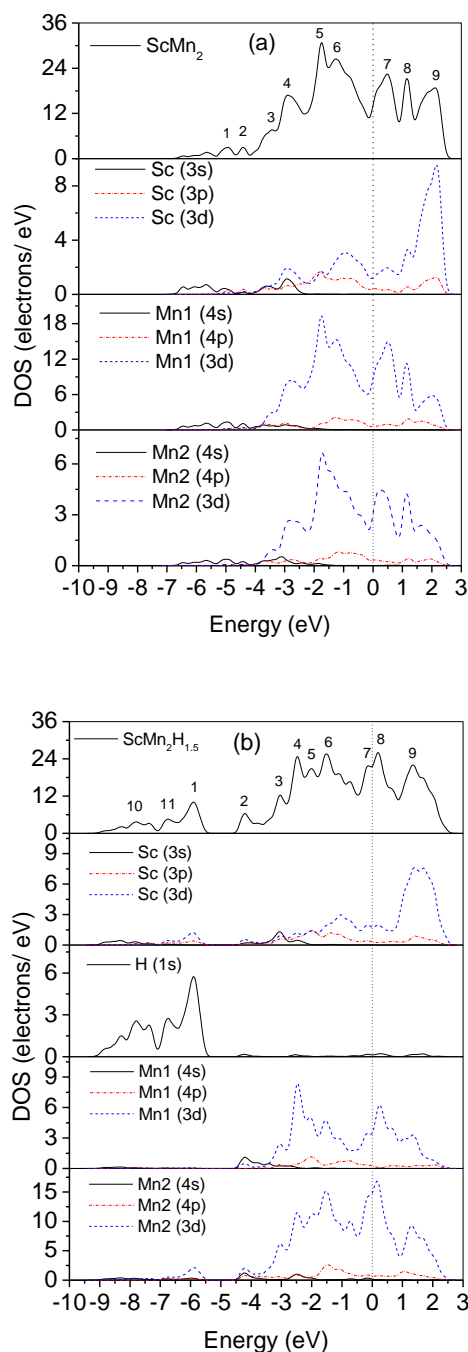 36
24
12
0
ScMn2
(a)
1 2 3 4 5 6 7 8 9
8
4
0
Sc (3s)
Sc (3p)
Sc (3d)
18
12
6
0
Mn1 (4s)
Mn1 (4p)
Mn1 (3d)
6
3
0
Mn2 (4s)
Mn2 (4p)
Mn2 (3d)
DOS (electrons/ eV)
-10 -9 -8 -7 -6 -5 -4 -3 -2 -1 0 1 2 3
Energy (eV)
36
24
12
0
ScMn2H1.5
(b)
10 11 1 2 3 4 5 6 7 8 9
9
6
3
0
Sc (3s)
Sc (3p)
Sc (3d)
6
3
0
H (1s)
8
4
0
Mn1 (4s)
Mn1 (4p)
Mn1 (3d)
15
10
5
0
Mn2 (4s)
Mn2 (4p)
Mn2 (3d)
DOS (electrons/ eV)
-10 -9 -8 -7 -6 -5 -4 -3 -2 -1 0 1 2 3
Energy (eV)